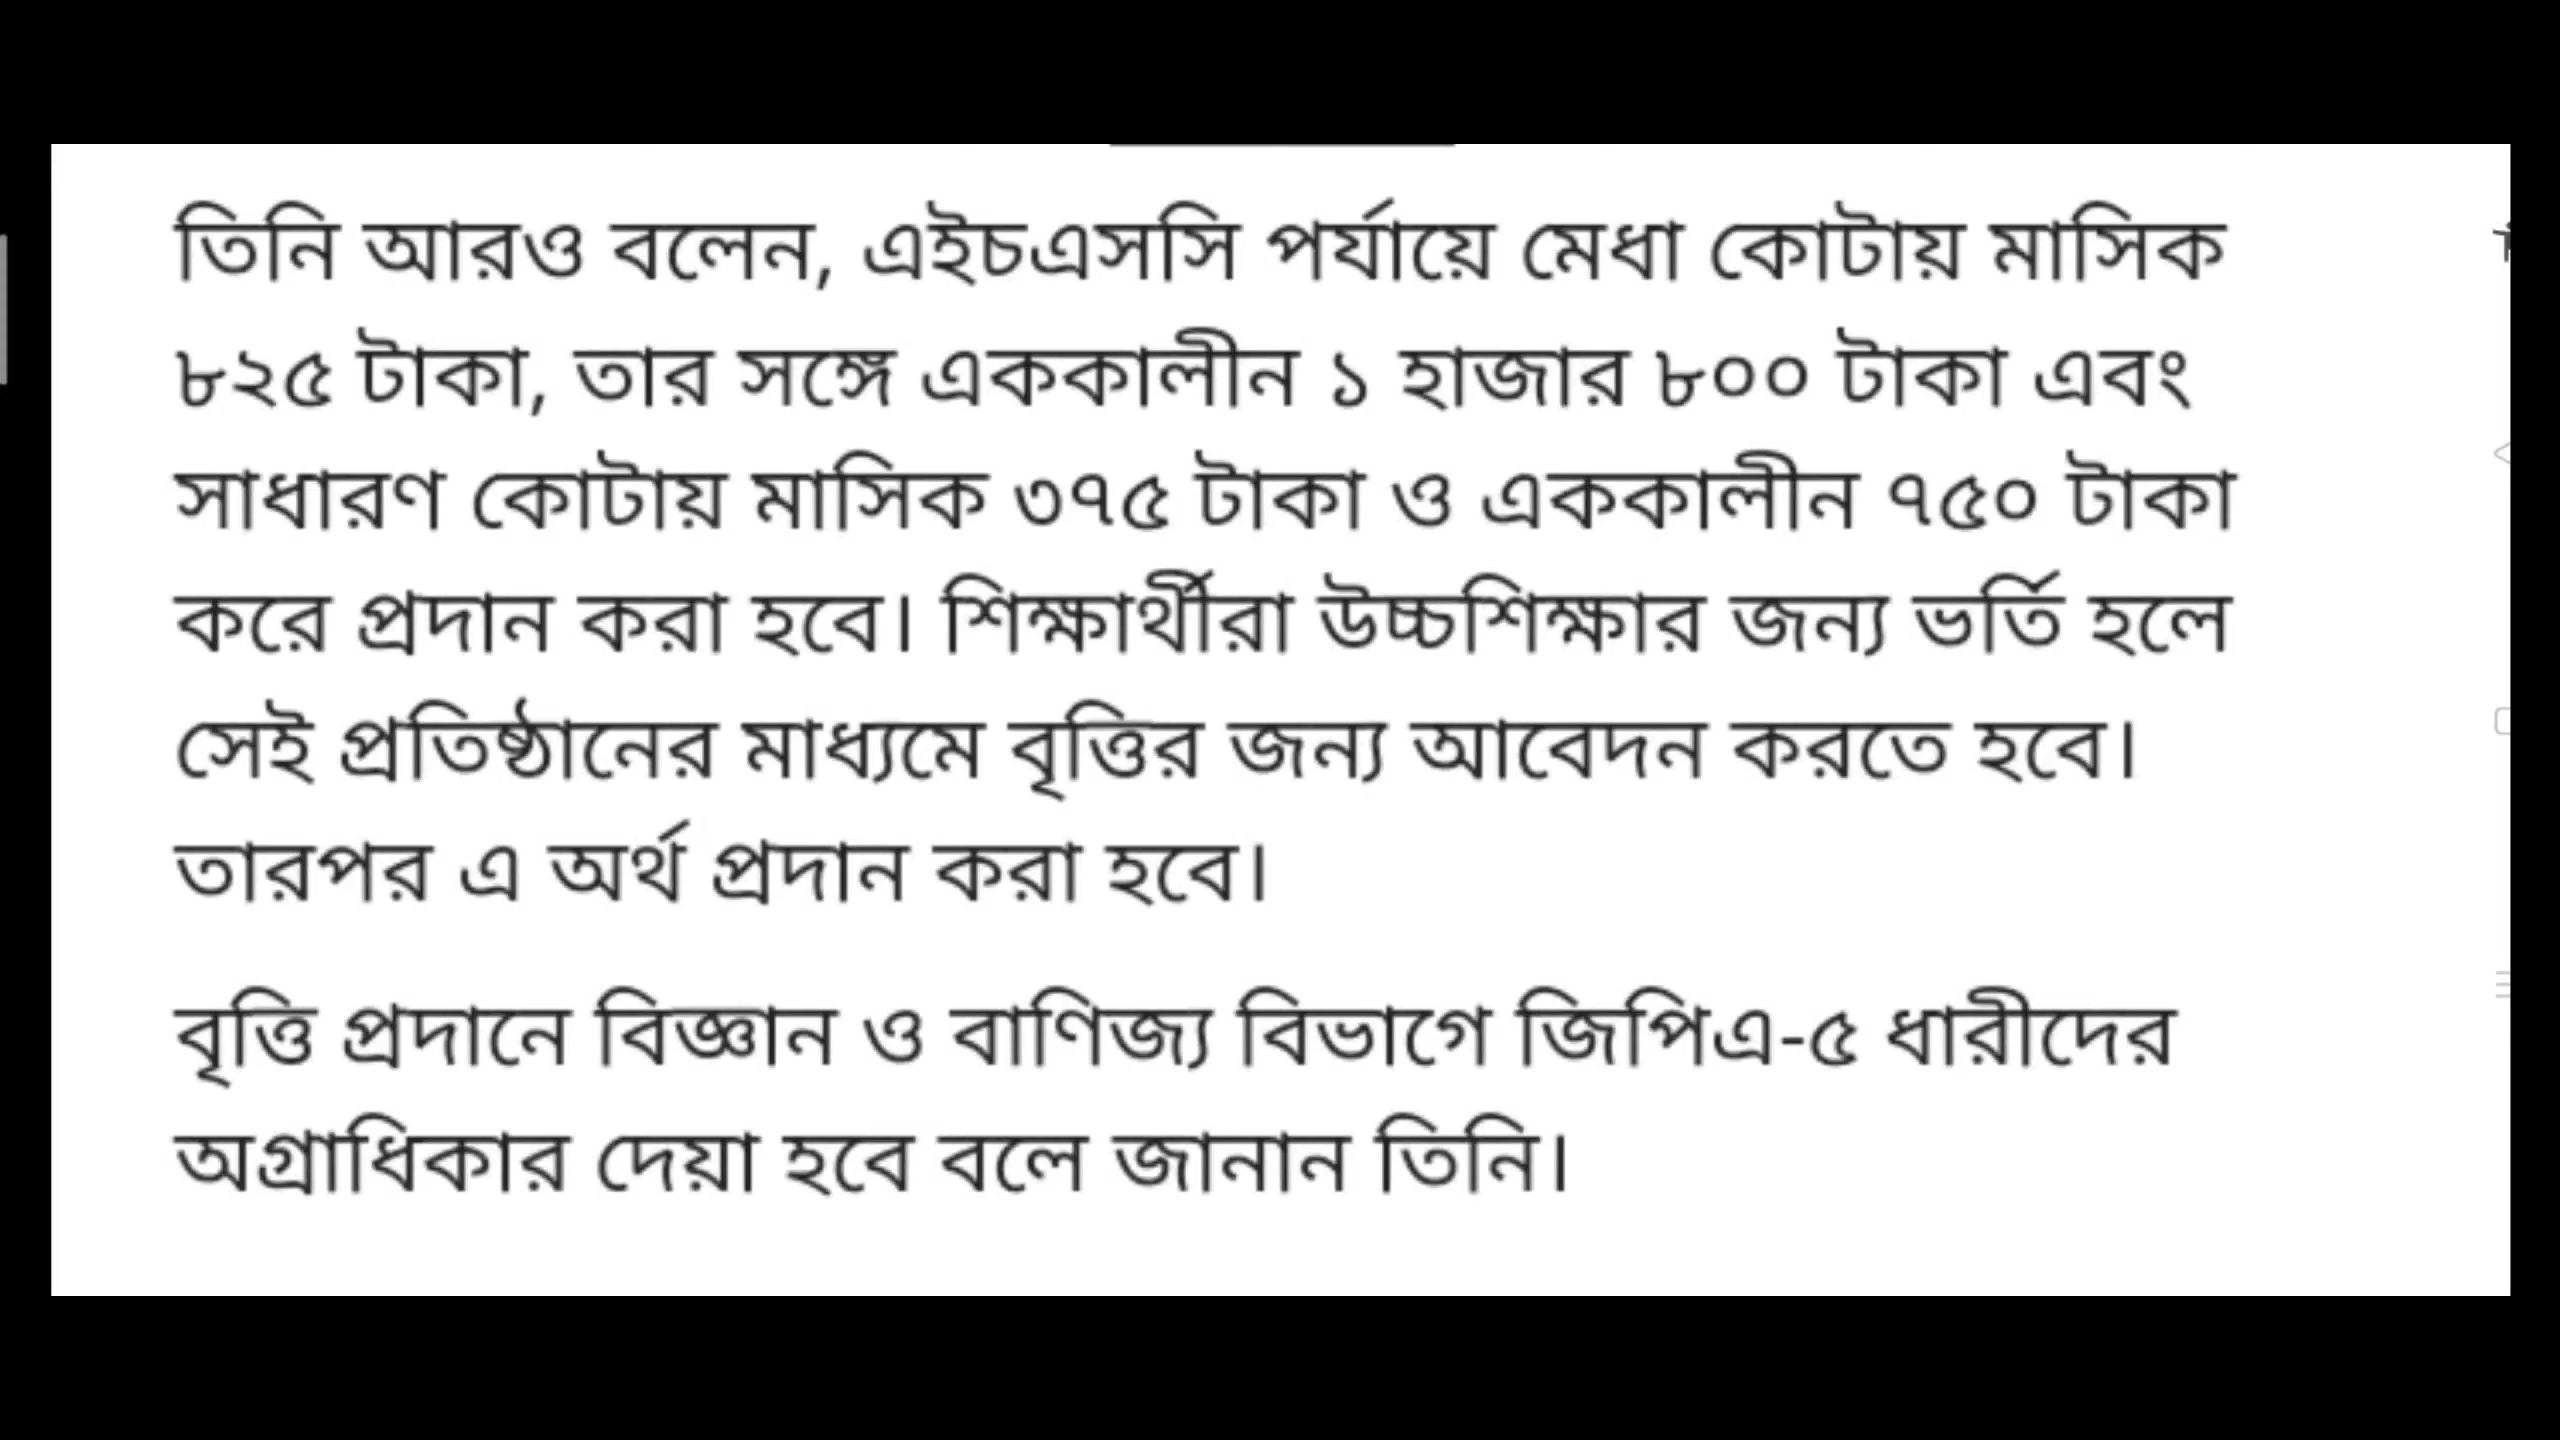 তিনি আরও বলেন, এইচএসসি পর্যায়ে মেধা কোটায় মাসিক
৮২৫ টাকা, তার সঙ্গে এককালীন ১ হাজার ৮০০ টাকা এবং
সাধারণ কোটায় মাসিক ৩৭৫ টাকা ও এককালীন ৭৫০ টাকা
করে প্রদান করা হবে। শিক্ষার্থীরা উচ্চশিক্ষার জন্য ভর্তি হলে
সেই প্রতিষ্ঠানের মাধ্যমে বৃত্তির জন্য আবেদন করতে হবে।
তারপর এ অর্থ প্রদান করা হবে।
বৃত্তি প্রদানে বিজ্ঞান ও বাণিজ্য বিভাগে জিপিএ-৫ ধারীদের
অগ্রাধিকার দেয়া হবে বলে জানান তিনি।